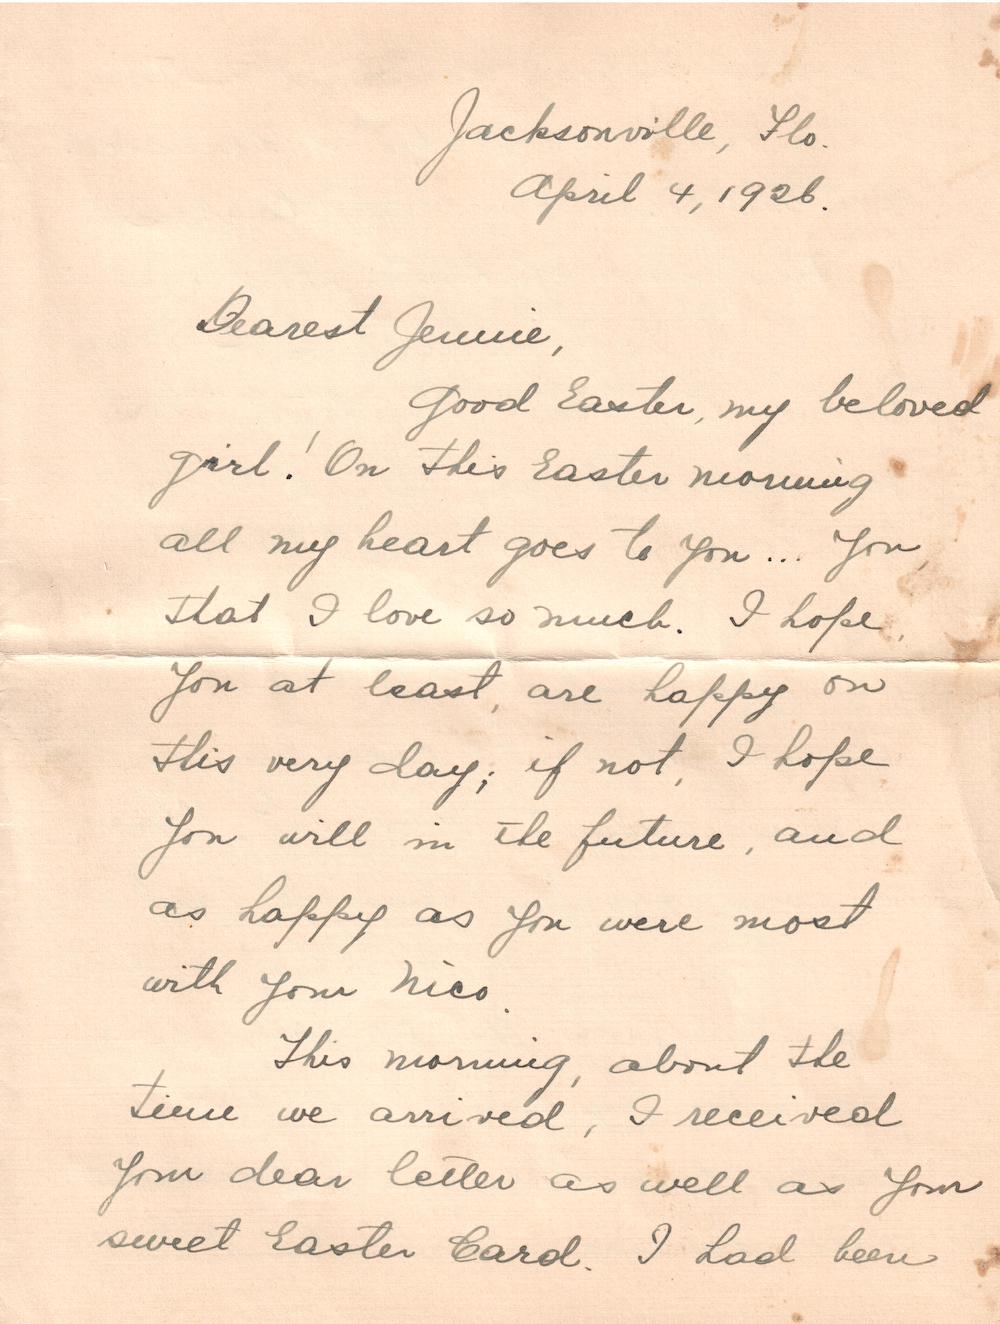 Jacksonville, Flo.
April 4, 1926.
Dearest Jennie,
Good Easter, my beloved
girl! On this Easter morning
all my heart goes to you... You,
that I love so much. I hope,
you at least, are happy on
this very day; if not, I hope
you will in the future, and
as happy as you were most
with your Nico.
This morning, about the
time we arrived, I received
your dear letter as well as your
sweet Easter Card. I had been